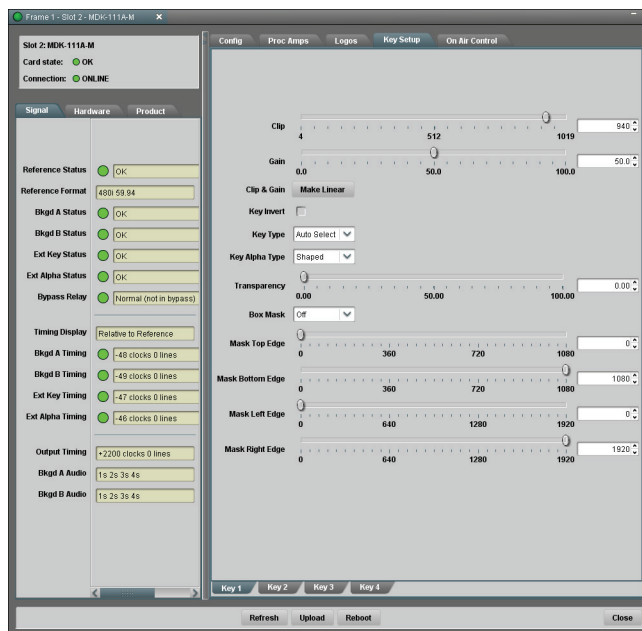 Frame 1 - Slot 2 - MDK-111A-M
Slot 2: MDK-111A-M
Card state: OK
Connection: ONLINE
Signal Hardware Product
Reference Status OK
Reference Format 480i 59.94
Bkgd A Status OK
Bkgd B Status OK
Ext Key Status OK
Ext Alpha Status OK
Bypass Relay Normal (not in bypass)
Timing Display Relative to Reference
Bkgd A Timing -48 clocks 0 lines
Bkgd B Timing -49 clocks 0 lines
Ext Key Timing -47 clocks 0 lines
Ext Alpha Timing -46 clocks 0 lines
Output Timing +2200 clocks 0 lines
Bkgd A Audio 1s 2s 3s 4s
Bkgd B Audio 1s 2s 3s 4s
Config Proc Amps Logos Key Setup On Air Control
Clip 940
4 512 1019
Gain 50.0
0.0 50.0 100.0
Clip & Gain Make Linear
Key Invert
Key Type Auto Select
Key Alpha Type Shaped
Transparency 0.00
0.00 50.00 100.00
Box Mask Off
Mask Top Edge 0
0 360 720 1080
Mask Bottom Edge 1080
0 360 720 1080
Mask Left Edge 0
0 640 1280 1920
Mask Right Edge 1920
0 640 1280 1920
Key 1 Key 2 Key 3 Key 4
Refresh Upload Reboot Close